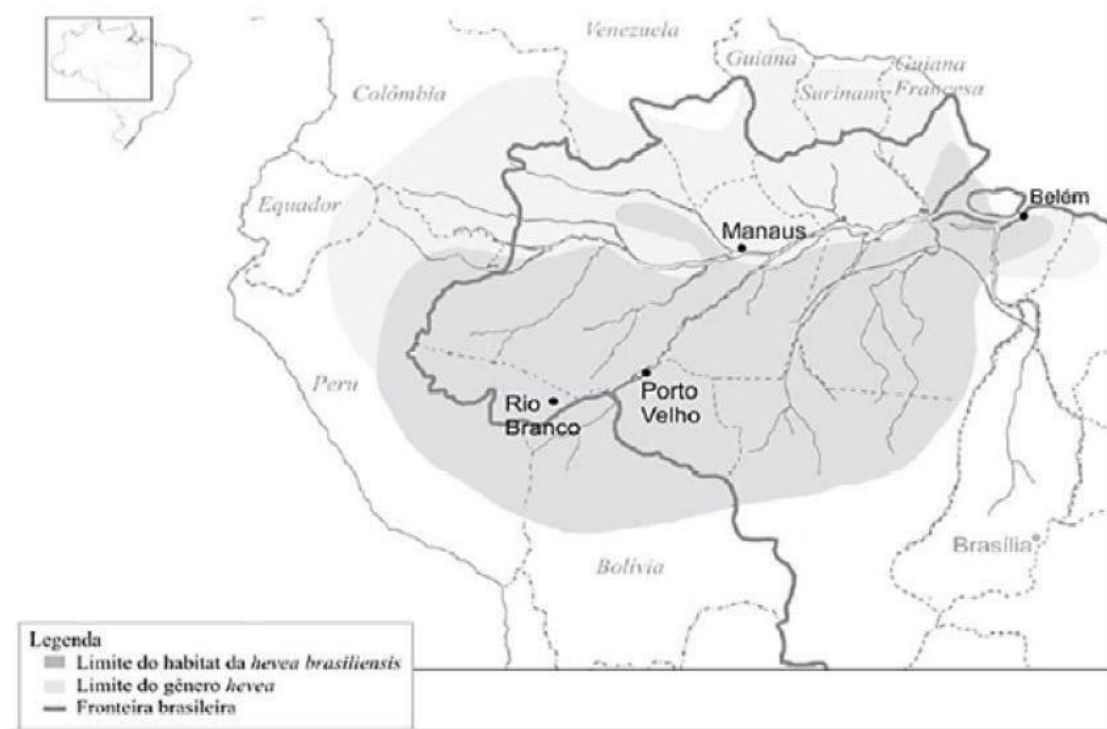 Venezuela
Guiana
Guiana
Francesa
Suriname
Colômbia
Equador
Belém
Manaus
Peru
Rio
Branco
Porto
Velho
Brasília
Bolívia
Legenda
Limite do habitat da hevea brasiliensis
Limite do gênero hevea
Fronteira brasileira